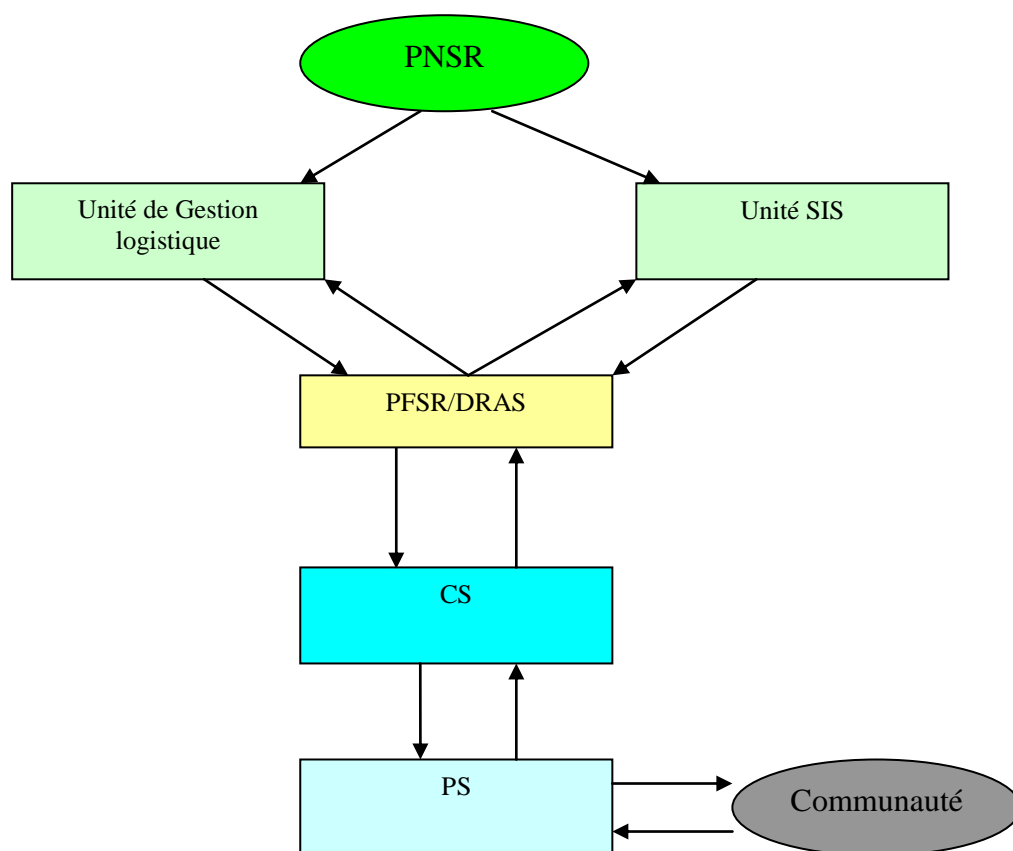 PNSR
Unité de Gestion
logistique
Unité SIS
PFSR/DRAS
CS
PS
Communauté